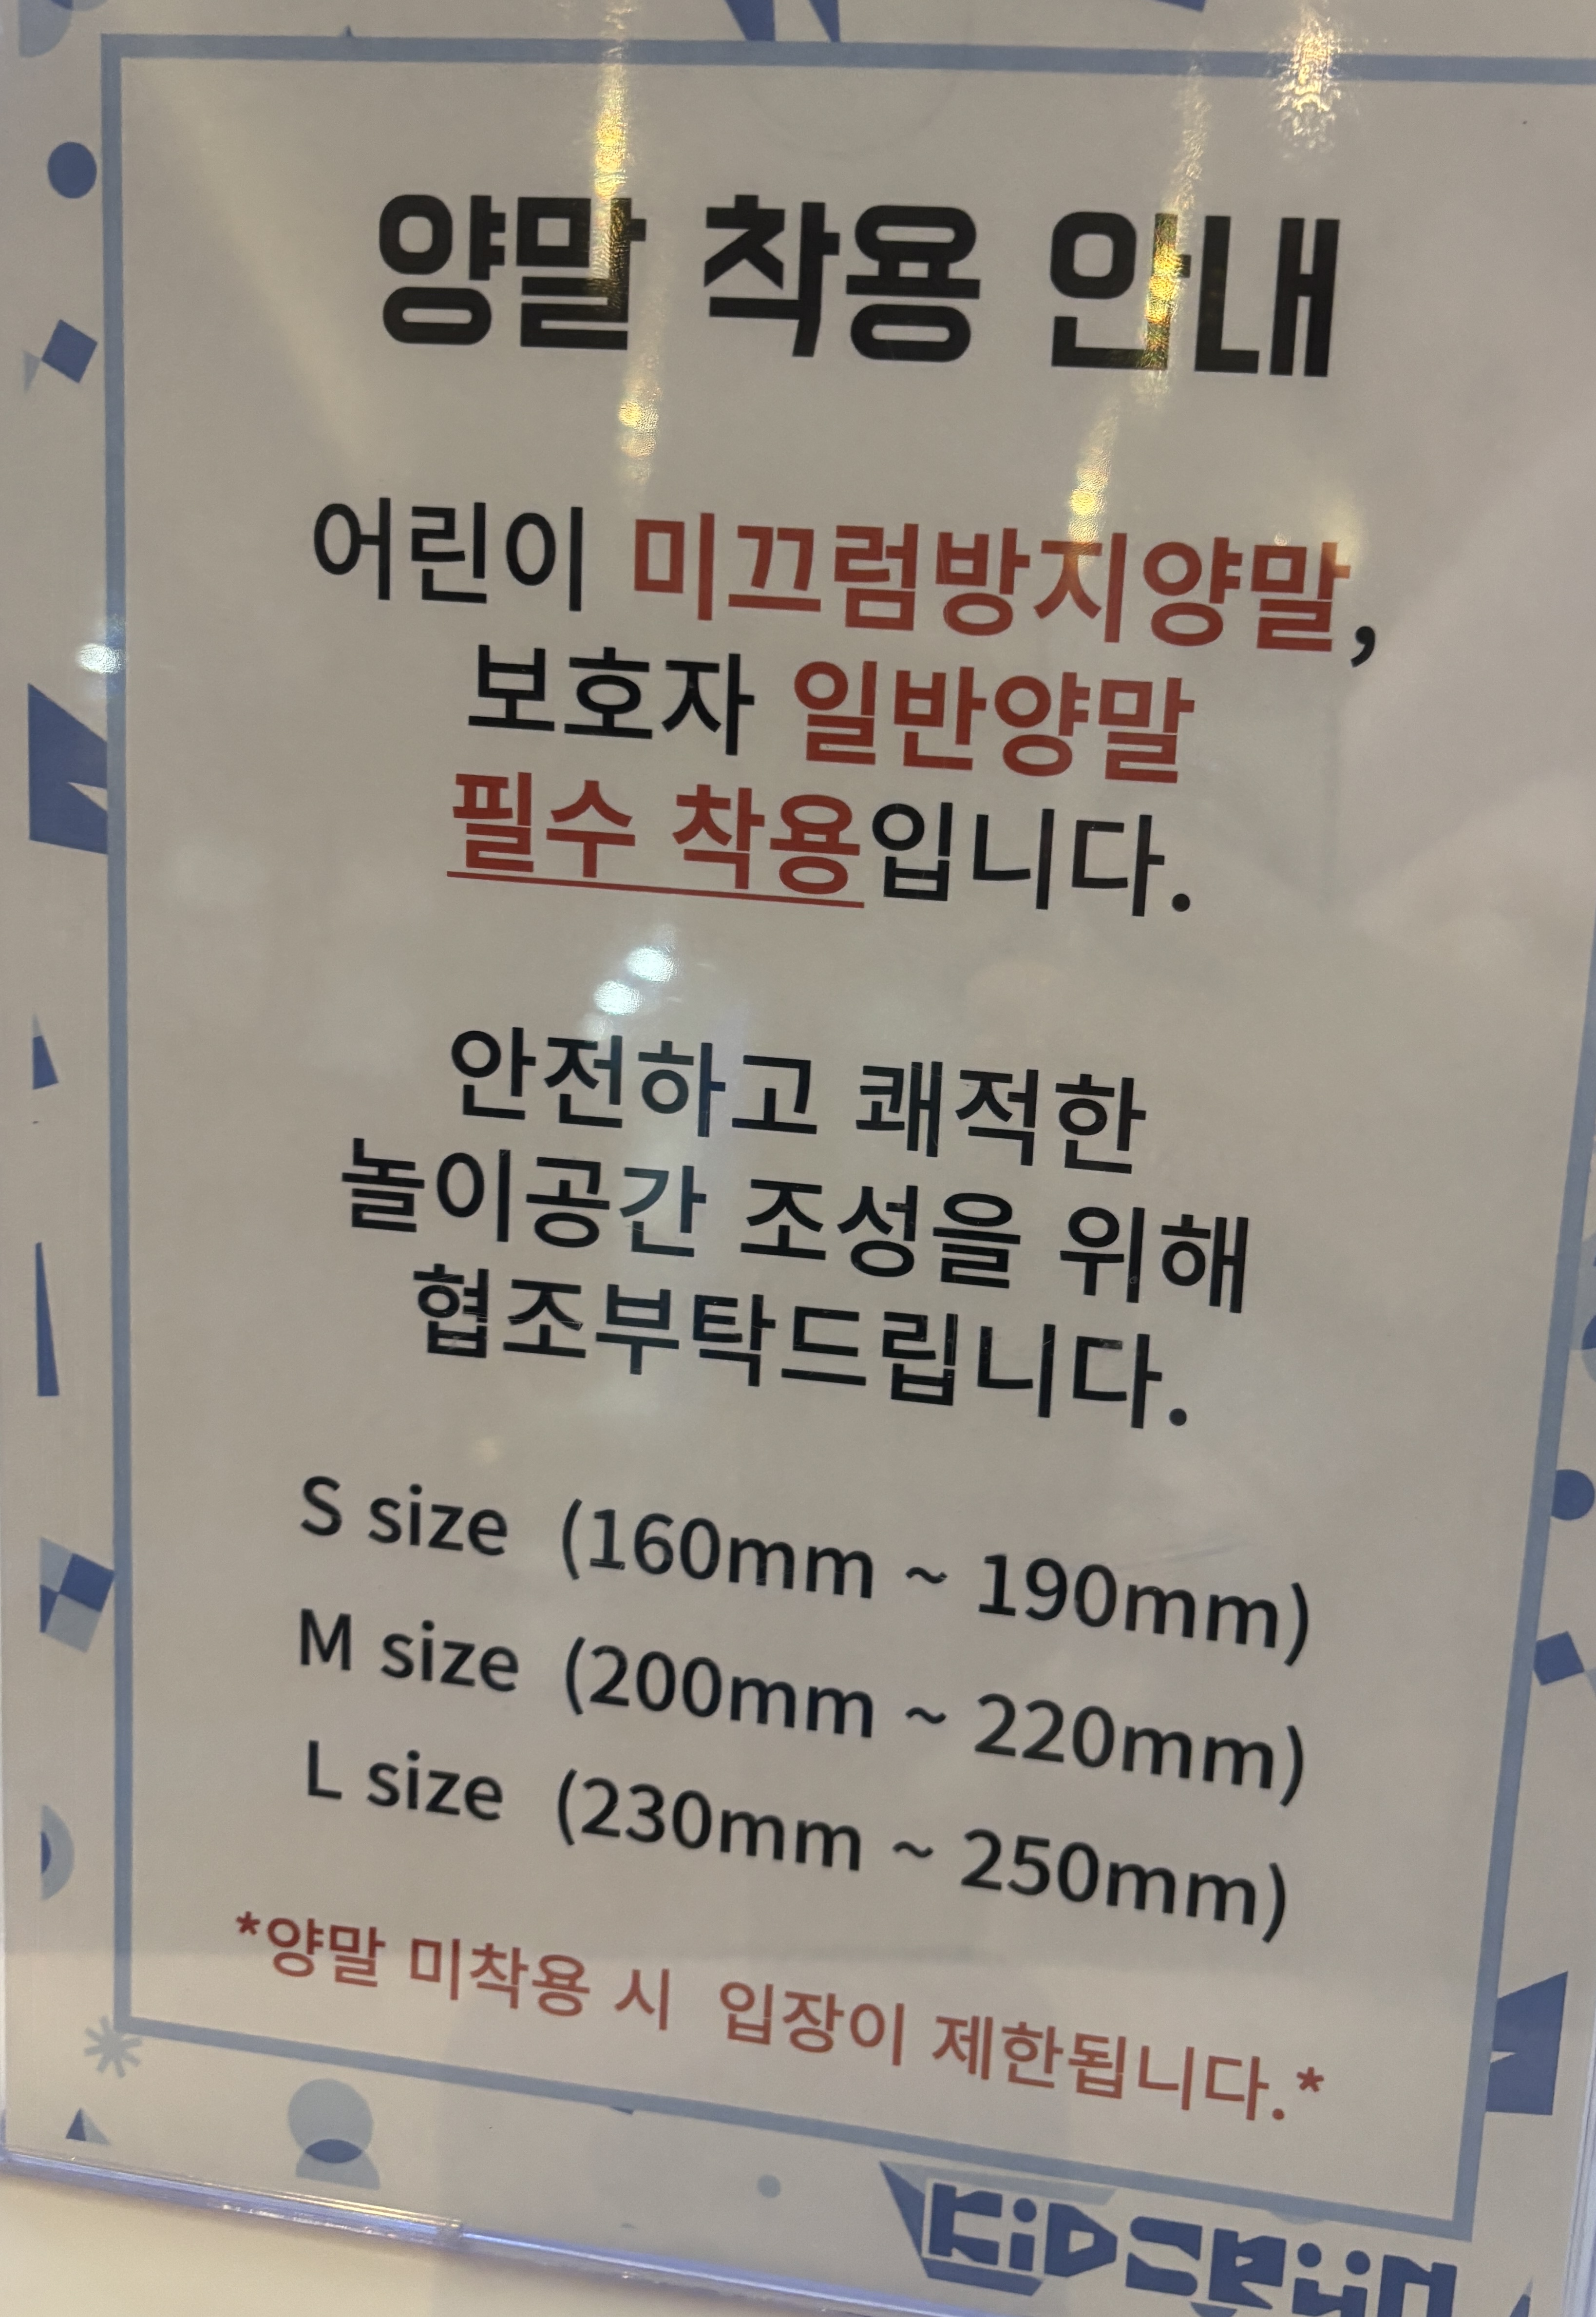 양말 착용 안내
어린이 미끄럼방지양말,
보호자 일반양말
필수 착용입니다.
안전하고 쾌적한
놀이공간 조성을 위해
협조부탁드립니다.
S size (160mm ~ 190mm)
M size (200mm ~ 220mm)
L size (230mm ~ 250mm)
*양말 미착용 시 입장이 제한됩니다.*